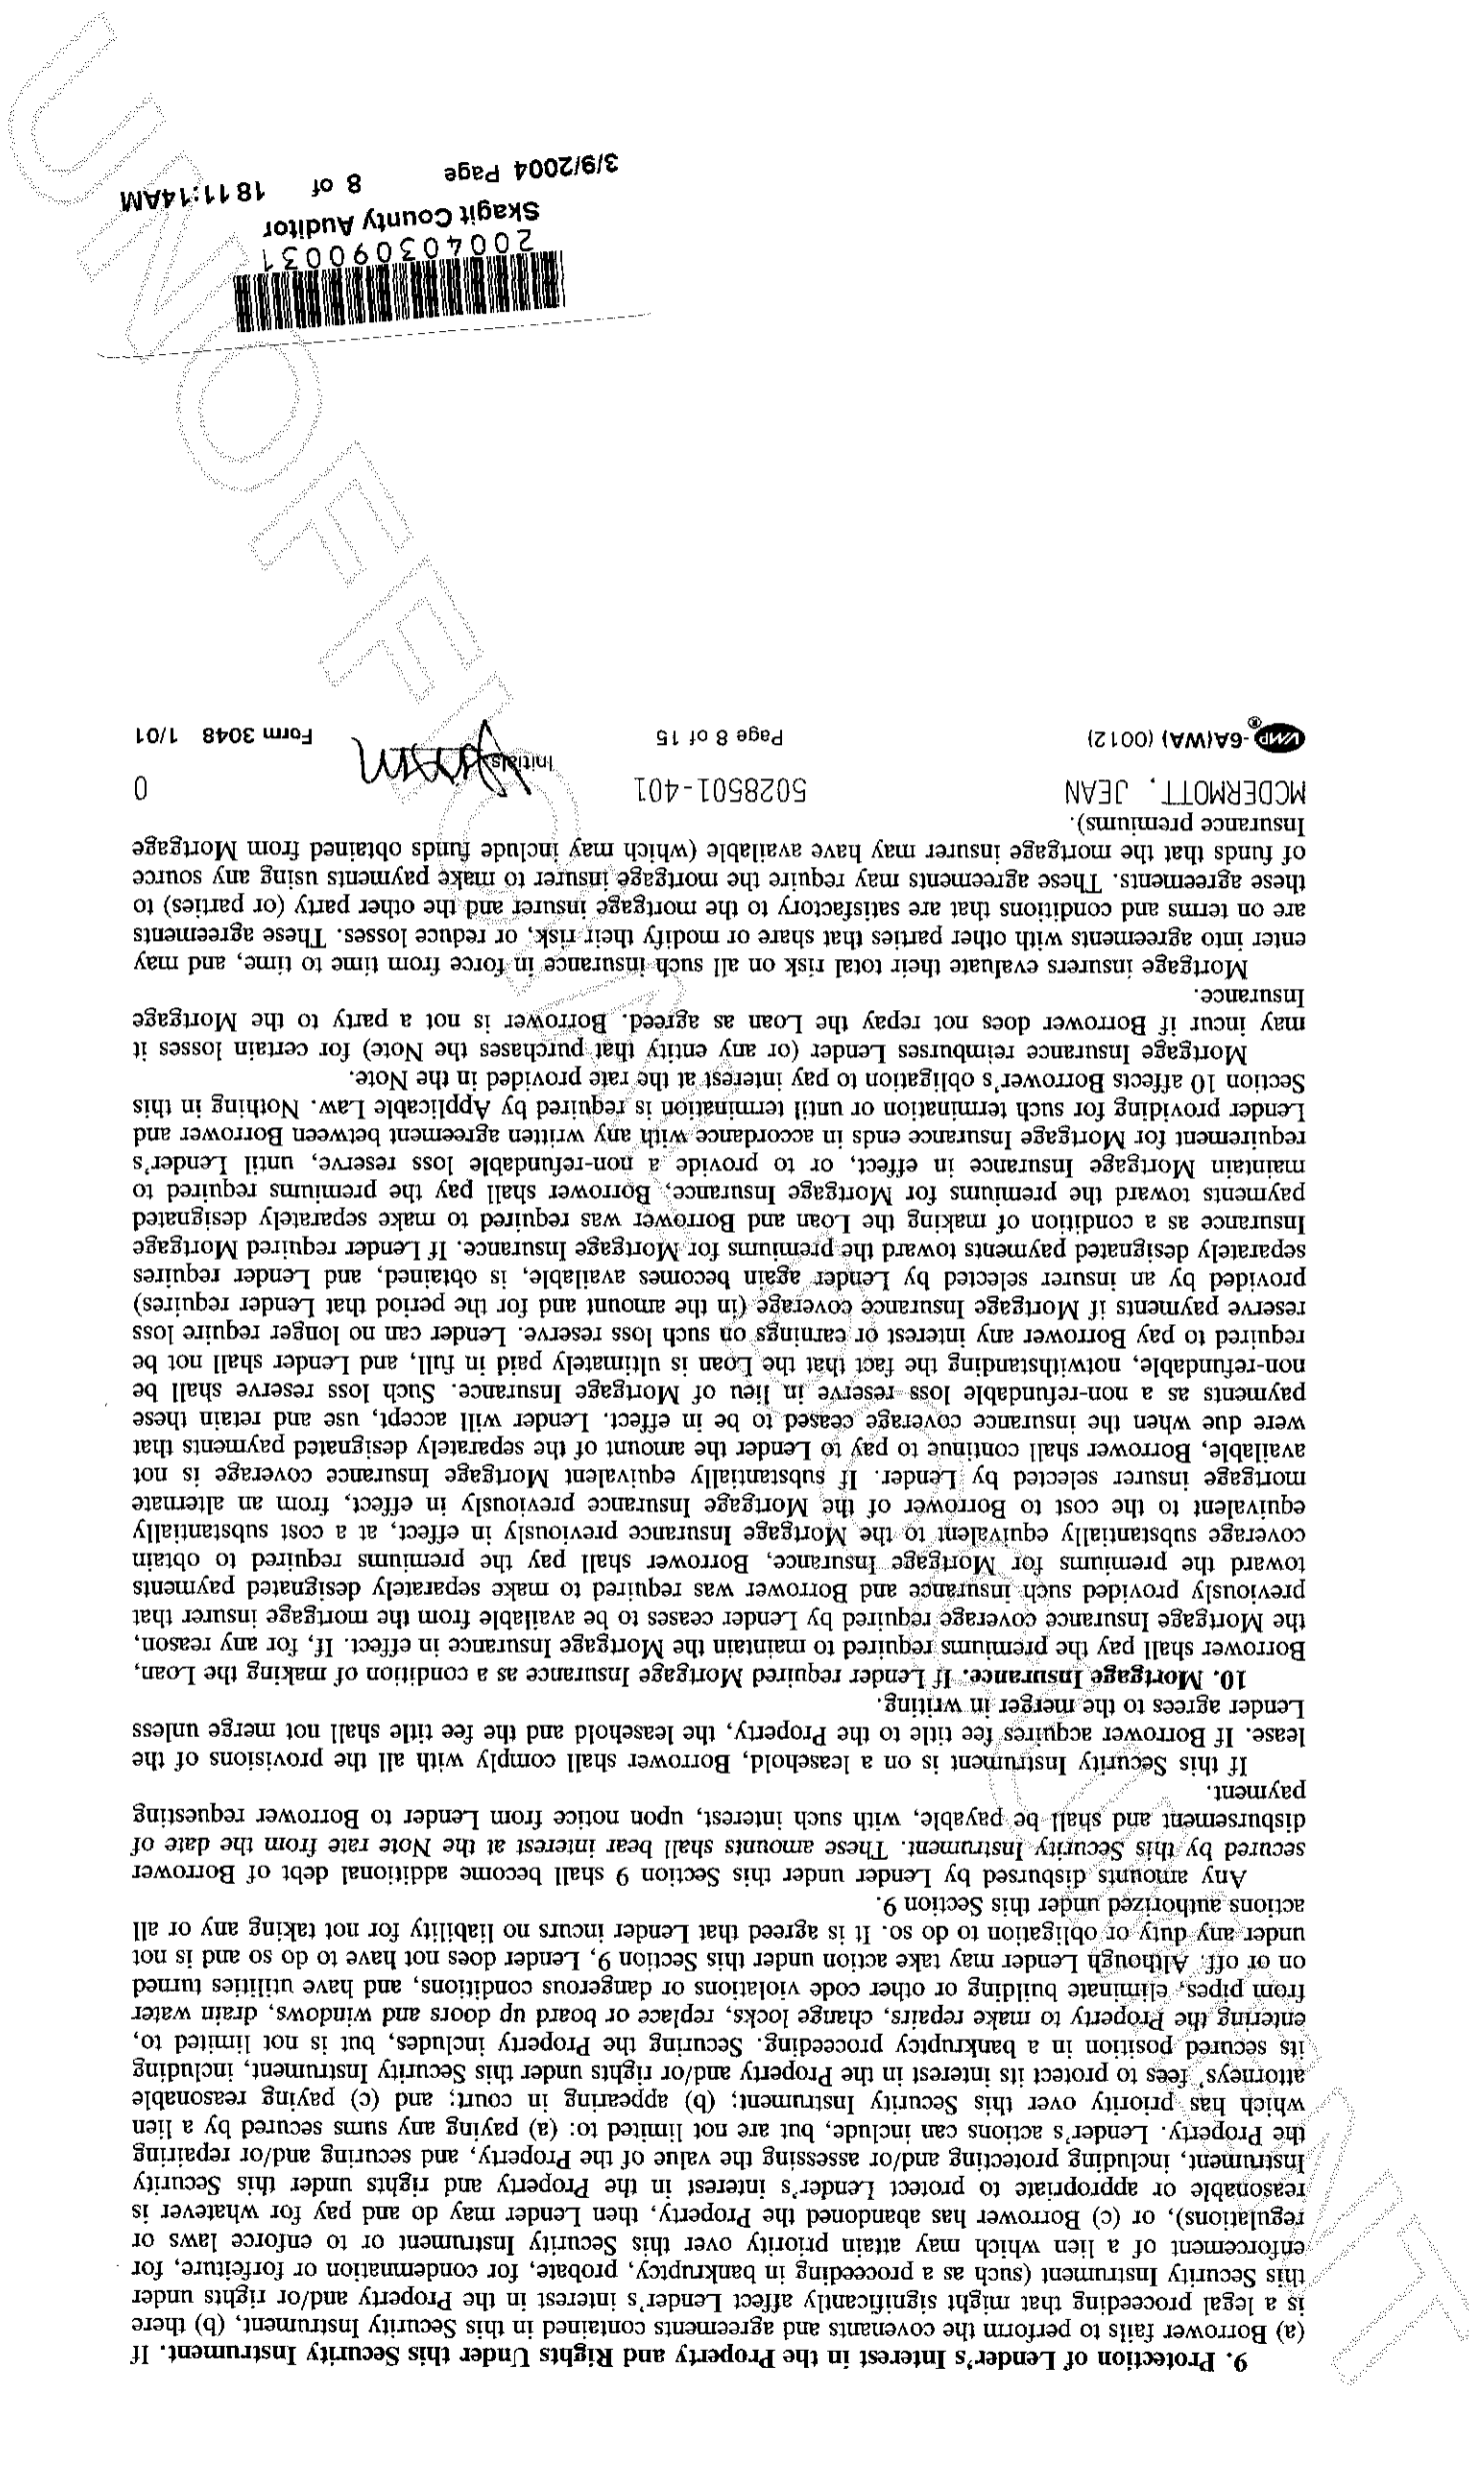 9. Protection of Lender's Interest in the Property and Rights Under this Security Instrument. If
(a) Borrower fails to perform the covenants and agreements contained in this Security Instrument, (b) there
is a legal proceeding that might significantly affect Lender's interest in the Property and/or rights under
this Security Instrument (such as a proceeding in bankruptcy, probate, for condemnation or forfeiture, for
enforcement of a lien which may attain priority over this Security Instrument or to enforce laws or
regulations), or (c) Borrower has abandoned the Property, then Lender may do and pay for whatever is
reasonable or appropriate to protect Lender's interest in the Property and rights under this Security
Instrument, including protecting and/or assessing the value of the Property, and securing and/or repairing
the Property. Lender's actions can include, but are not limited to: (a) paying any sums secured by a lien
which has priority over this Security Instrument; (b) appearing in court; and (c) paying reasonable
attorneys' fees to protect its interest in the Property and/or rights under this Security Instrument, including
its secured position in a bankruptcy proceeding. Securing the Property includes, but is not limited to,
entering the Property to make repairs, change locks, replace or board up doors and windows, drain water
from pipes, eliminate building or other code violations or dangerous conditions, and have utilities turned
on or off. Although Lender may take action under this Section 9, Lender does not have to do so and is not
under any duty or obligation to do so. It is agreed that Lender incurs no liability for not taking any or all
actions authorized under this Section 9.
Any amounts disbursed by Lender under this Section 9 shall become additional debt of Borrower
secured by this Security Instrument. These amounts shall bear interest at the Note rate from the date of
disbursement and shall be payable, with such interest, upon notice from Lender to Borrower requesting
payment.
If this Security Instrument is on a leasehold, Borrower shall comply with all the provisions of the
lease. If Borrower acquires fee title to the Property, the leasehold and the fee title shall not merge unless
Lender agrees to the merger in writing.
10. Mortgage Insurance. If Lender required Mortgage Insurance as a condition of making the Loan,
Borrower shall pay the premiums required to maintain the Mortgage Insurance in effect. If, for any reason,
the Mortgage Insurance coverage required by Lender ceases to be available from the mortgage insurer that
previously provided such insurance and Borrower was required to make separately designated payments
toward the premiums for Mortgage Insurance, Borrower shall pay the premiums required to obtain
coverage substantially equivalent to the Mortgage Insurance previously in effect, at a cost substantially
equivalent to the cost to Borrower of the Mortgage Insurance previously in effect, from an alternate
mortgage insurer selected by Lender. If substantially equivalent Mortgage Insurance coverage is not
available, Borrower shall continue to pay to Lender the amount of the separately designated payments that
were due when the insurance coverage ceased to be in effect. Lender will accept, use and retain these
payments as a non-refundable loss reserve in lieu of Mortgage Insurance. Such loss reserve shall be
non-refundable, notwithstanding the fact that the Loan is ultimately paid in full, and Lender shall not be
required to pay Borrower any interest or earnings on such loss reserve. Lender can no longer require loss
reserve payments if Mortgage Insurance coverage (in the amount and for the period that Lender requires)
provided by an insurer selected by Lender again becomes available, is obtained, and Lender requires
separately designated payments toward the premiums for Mortgage Insurance. If Lender required Mortgage
Insurance as a condition of making the Loan and Borrower was required to make separately designated
payments toward the premiums for Mortgage Insurance, Borrower shall pay the premiums required to
maintain Mortgage Insurance in effect, or to provide a non-refundable loss reserve, until Lender's
requirement for Mortgage Insurance ends in accordance with any written agreement between Borrower and
Lender providing for such termination or until termination is required by Applicable Law. Nothing in this
Section 10 affects Borrower's obligation to pay interest at the rate provided in the Note.
Mortgage Insurance reimburses Lender (or any entity that purchases the Note) for certain losses it
may incur if Borrower does not repay the Loan as agreed. Borrower is not a party to the Mortgage
Insurance.
Mortgage insurers evaluate their total risk on all such insurance in force from time to time, and may
enter into agreements with other parties that share or modify their risk, or reduce losses. These agreements
are on terms and conditions that are satisfactory to the mortgage insurer and the other party (or parties) to
these agreements. These agreements may require the mortgage insurer to make payments using any source
of funds that the mortgage insurer may have available (which may include funds obtained from Mortgage
Insurance premiums).
MCDERMOTT, JEAN 5028501-401 0
VMP®-6A(WA) (0012) Page 8 of 15 Initials Form 3048 1/01
200403090031
Skagit County Auditor
3/9/2004 Page 8 of 18 11:14AM
UNOFFICIAL DOCUMENT